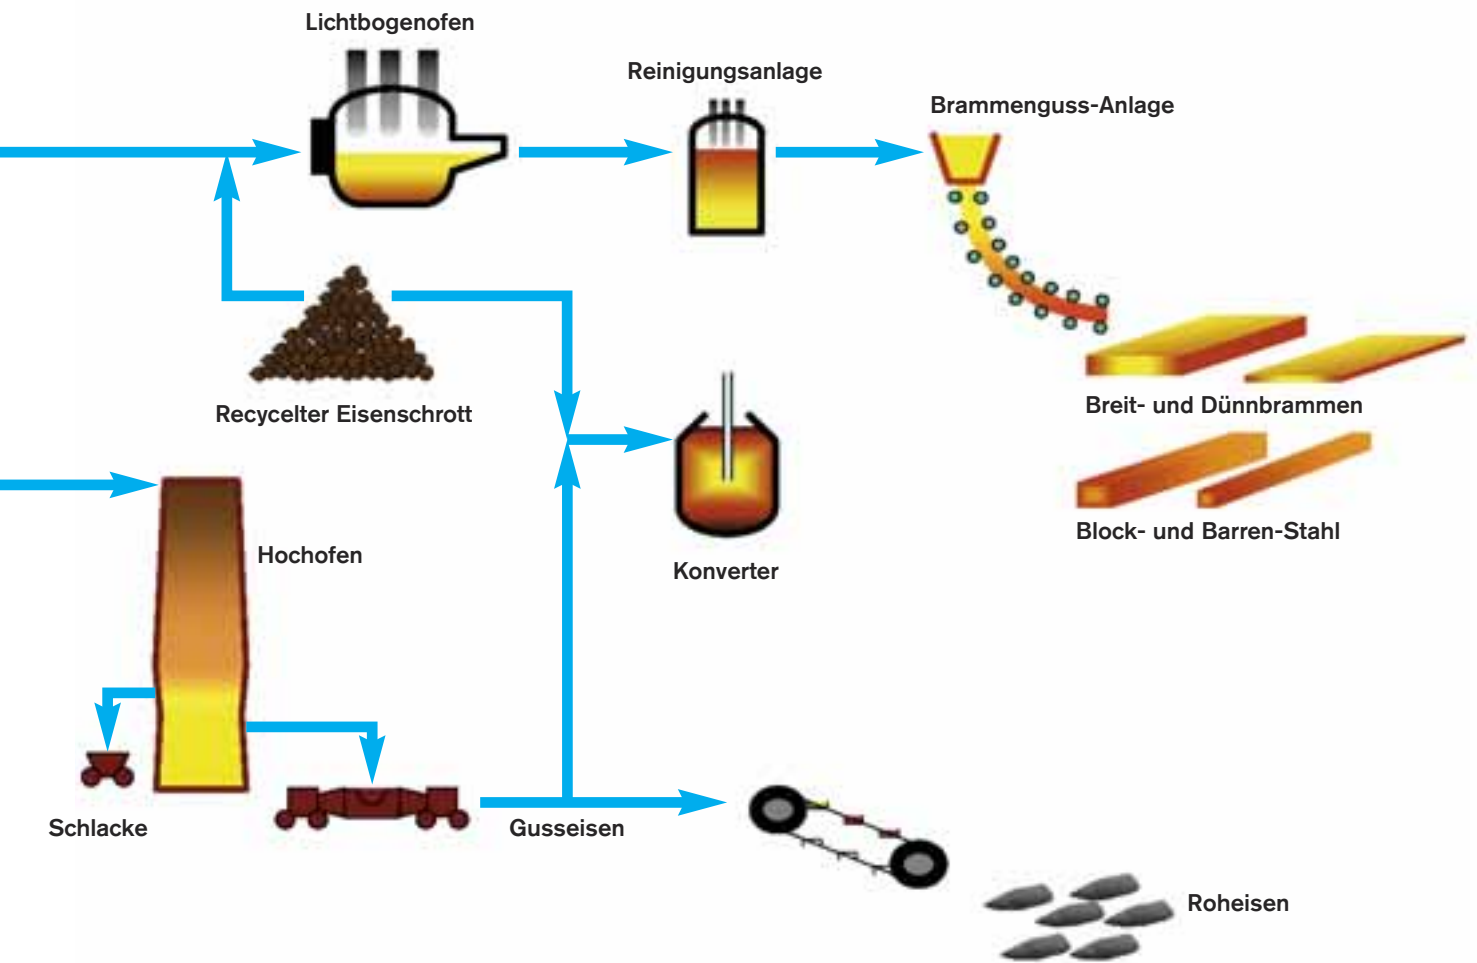 Lichtbogenofen
Reinigungsanlage
Brammenguss-Anlage
Recycelter Eisenschrott
Breit- und Dünnbrammen
Block- und Barren-Stahl
Hochofen
Konverter
Schlacke
Gusseisen
Roheisen